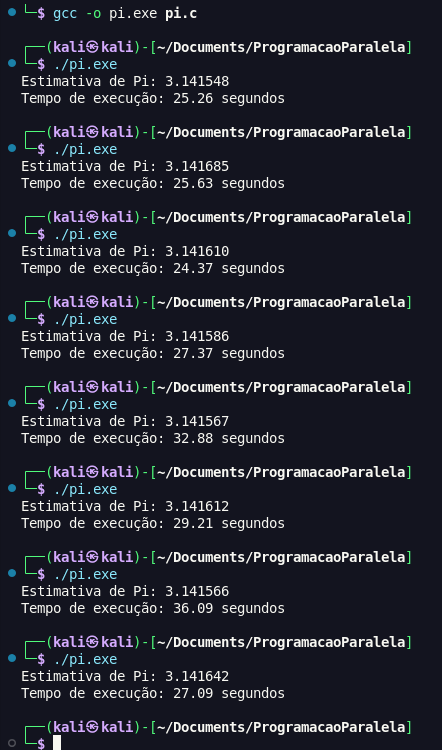 └─$ gcc -o pi.exe pi.c
┌──(kali㉿kali)-[~/Documents/ProgramacaoParalela]
└─$ ./pi.exe
Estimativa de Pi: 3.141548
Tempo de execução: 25.26 segundos
┌──(kali㉿kali)-[~/Documents/ProgramacaoParalela]
└─$ ./pi.exe
Estimativa de Pi: 3.141685
Tempo de execução: 25.63 segundos
┌──(kali㉿kali)-[~/Documents/ProgramacaoParalela]
└─$ ./pi.exe
Estimativa de Pi: 3.141610
Tempo de execução: 24.37 segundos
┌──(kali㉿kali)-[~/Documents/ProgramacaoParalela]
└─$ ./pi.exe
Estimativa de Pi: 3.141586
Tempo de execução: 27.37 segundos
┌──(kali㉿kali)-[~/Documents/ProgramacaoParalela]
└─$ ./pi.exe
Estimativa de Pi: 3.141567
Tempo de execução: 32.88 segundos
┌──(kali㉿kali)-[~/Documents/ProgramacaoParalela]
└─$ ./pi.exe
Estimativa de Pi: 3.141612
Tempo de execução: 29.21 segundos
┌──(kali㉿kali)-[~/Documents/ProgramacaoParalela]
└─$ ./pi.exe
Estimativa de Pi: 3.141566
Tempo de execução: 36.09 segundos
┌──(kali㉿kali)-[~/Documents/ProgramacaoParalela]
└─$ ./pi.exe
Estimativa de Pi: 3.141642
Tempo de execução: 27.09 segundos
┌──(kali㉿kali)-[~/Documents/ProgramacaoParalela]
└─$